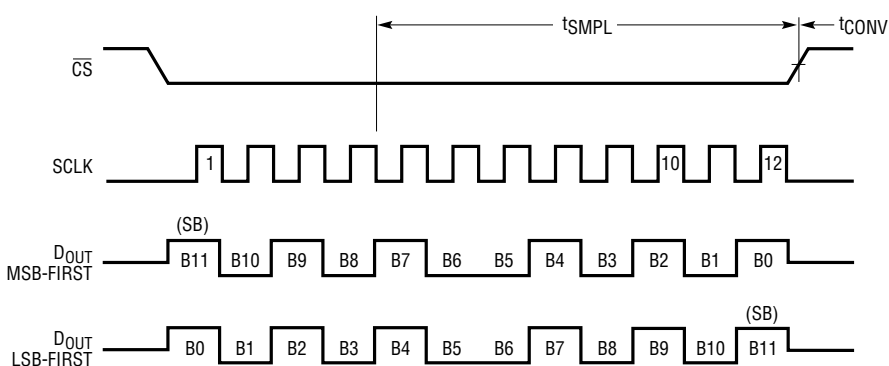 tSMPL tCONV
CS
SCLK 1 10 12
(SB)
DOUT
MSB-FIRST
B11 B10 B9 B8 B7 B6 B5 B4 B3 B2 B1 B0
(SB)
DOUT
LSB-FIRST
B0 B1 B2 B3 B4 B5 B6 B7 B8 B9 B10 B11